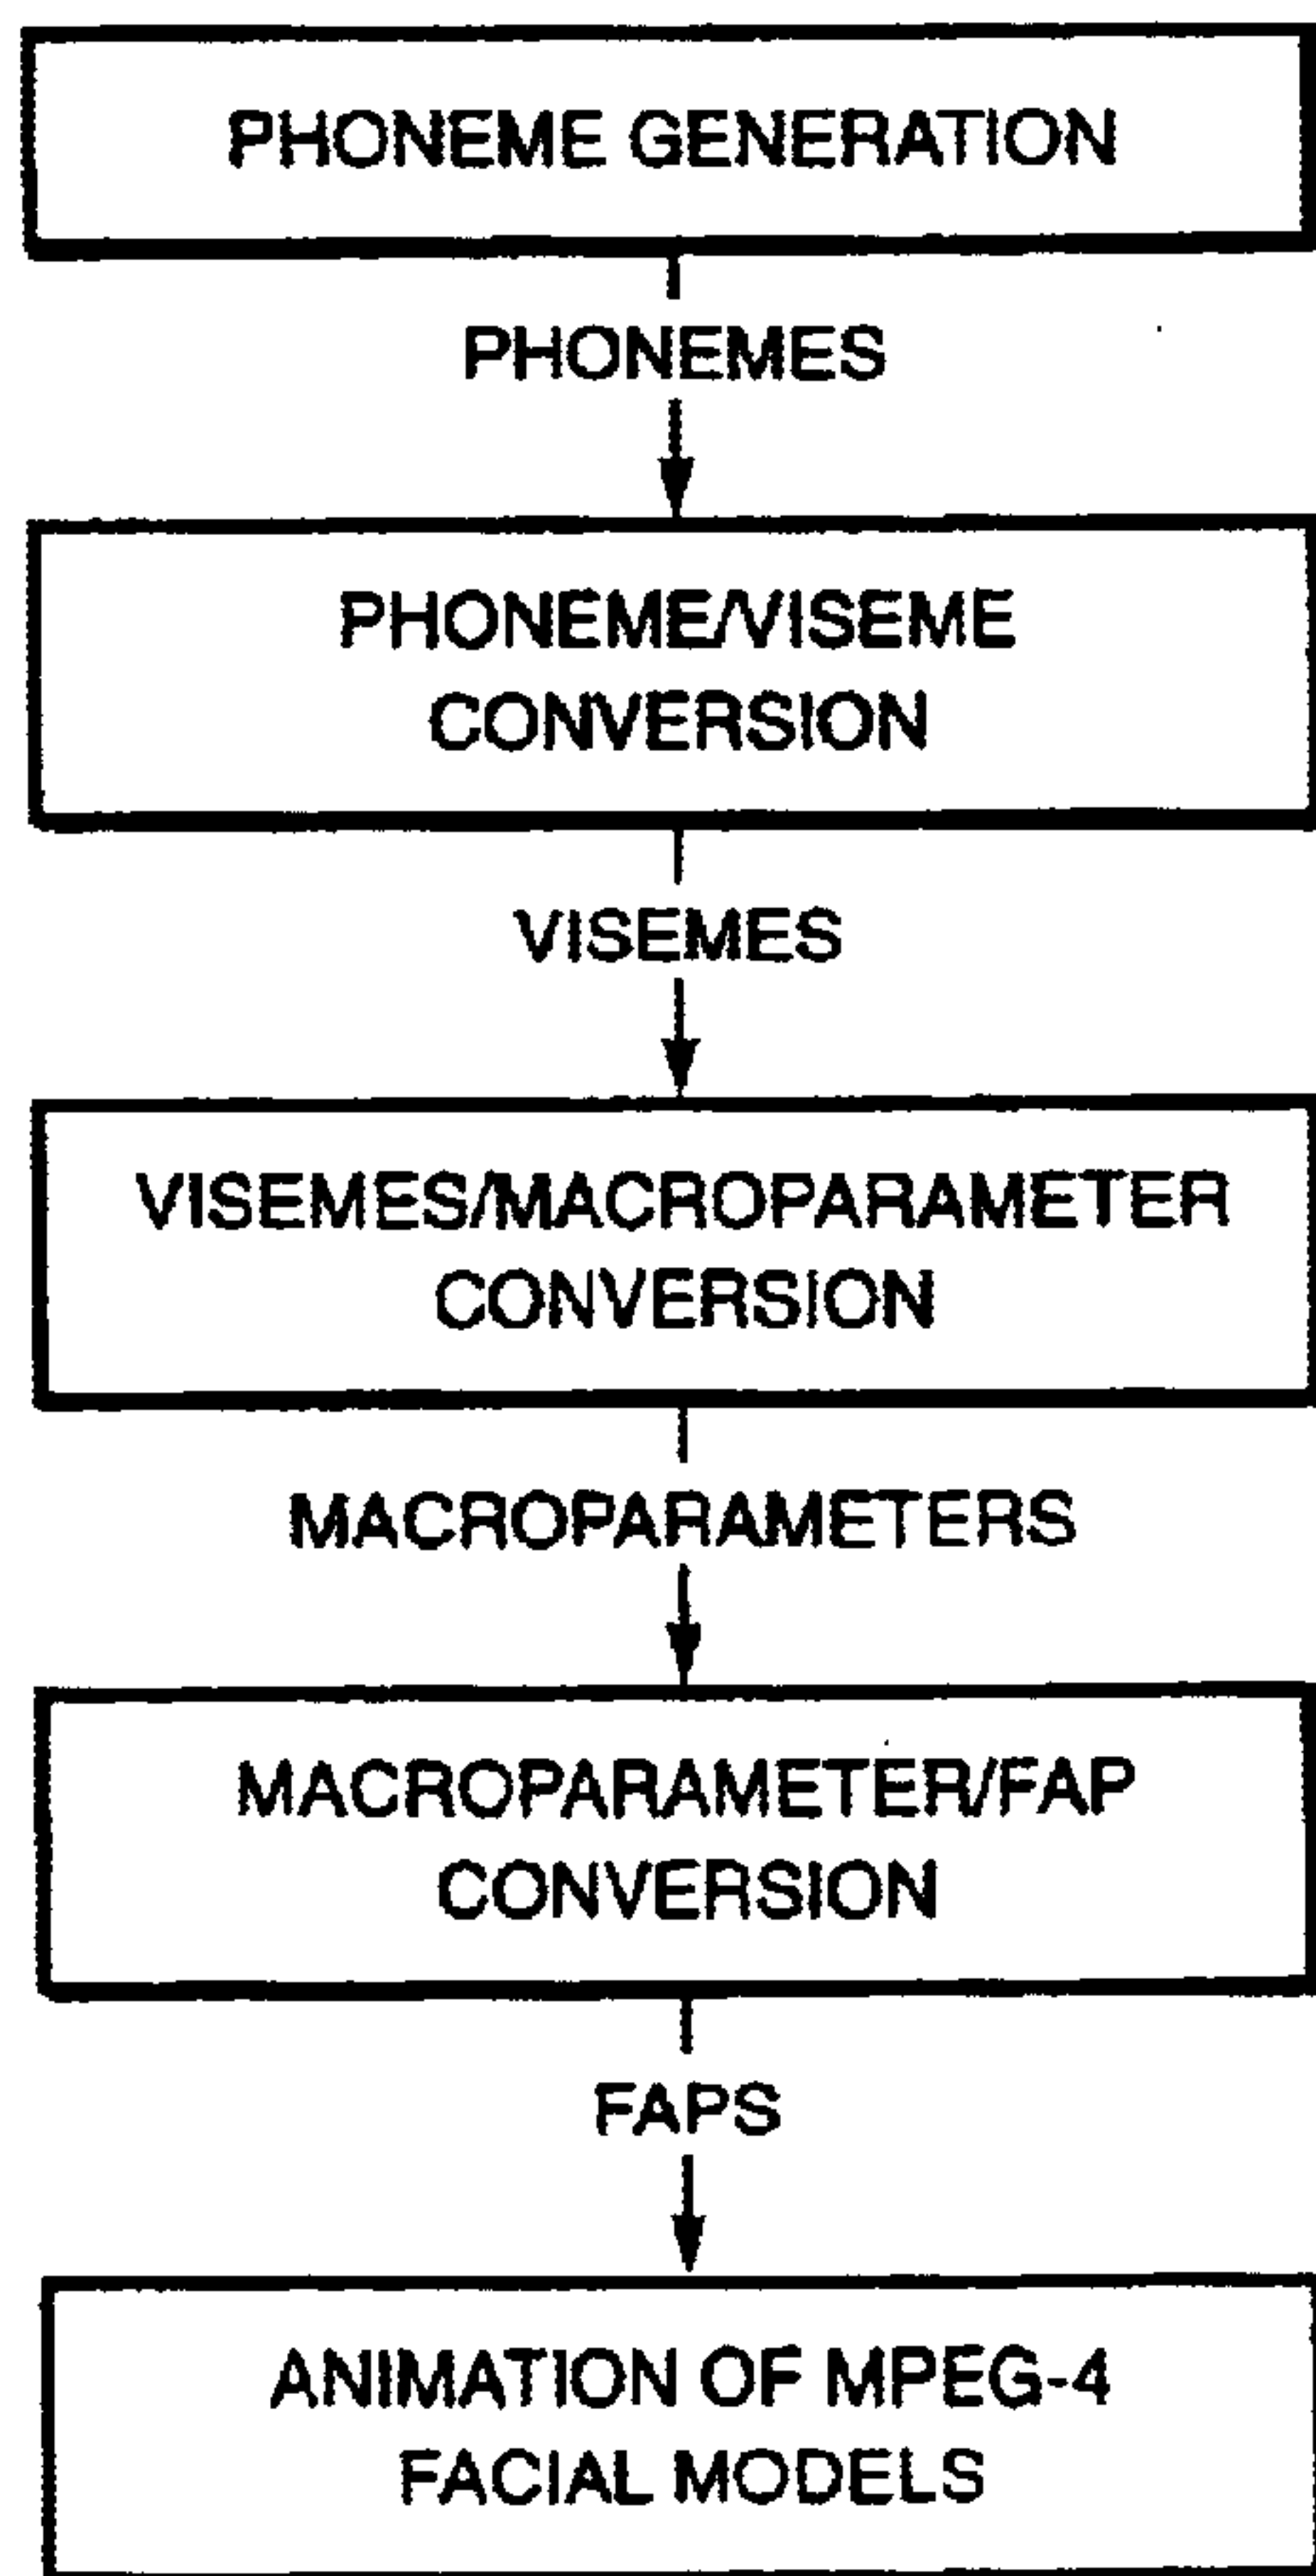 PHONEME GENERATION
PHONEMES
PHONEME/VISEME
CONVERSION
VISEMES
VISEMES/MACROPARAMETER
CONVERSION
MACROPARAMETERS
MACROPARAMETER/FAP
CONVERSION
FAPS
ANIMATION OF MPEG-4
FACIAL MODELS